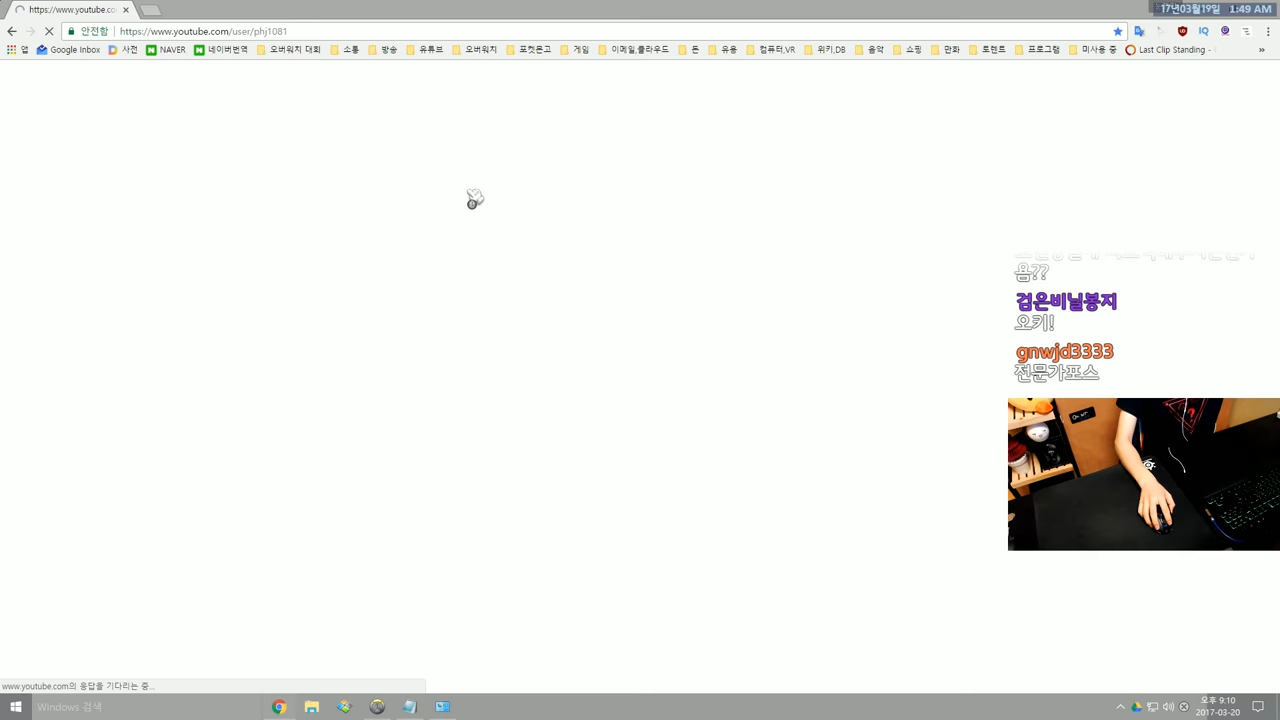 https://www.youtube.co
17년03월19일 1:49 AM
안전함 https://www.youtube.com/user/phj1081
앱 Google Inbox 사전 NAVER 네이버번역 오버워치 대회 소통 방송 유튜브 오버워치 포켓몬고 게임 이메일,클라우드 돈 유용 컴퓨터,VR 위키,DB 음악 쇼핑 만화 토렌트 프로그램 미사용 중 Last Clip Standing -
욤??
검은비닐봉지
오키!
gnwjd3333
전문가포스
www.youtube.com의 응답을 기다리는 중...
Windows 검색
오후 9:10
2017-03-20